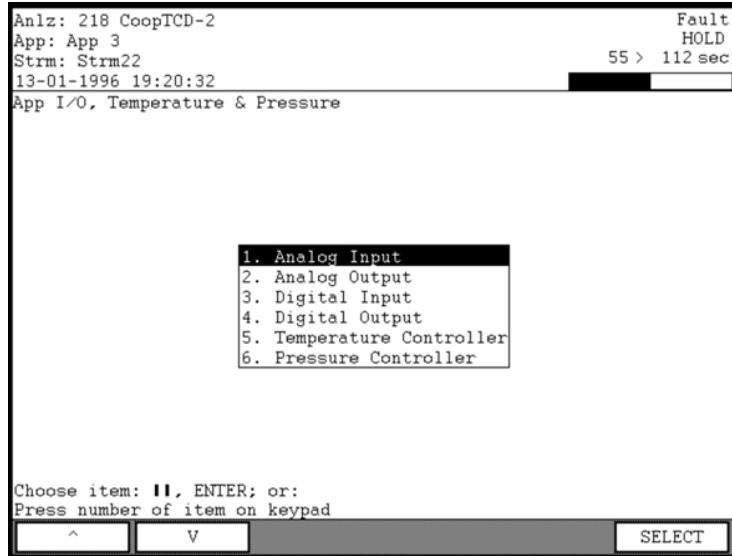 Anlz: 218 CoopTCD-2 Fault
App: App 3 HOLD
Strm: Strm22 55 > 112 sec
13-01-1996 19:20:32
App I/O, Temperature & Pressure
1. Analog Input
2. Analog Output
3. Digital Input
4. Digital Output
5. Temperature Controller
6. Pressure Controller
Choose item: , ENTER; or:
Press number of item on keypad
^ V SELECT